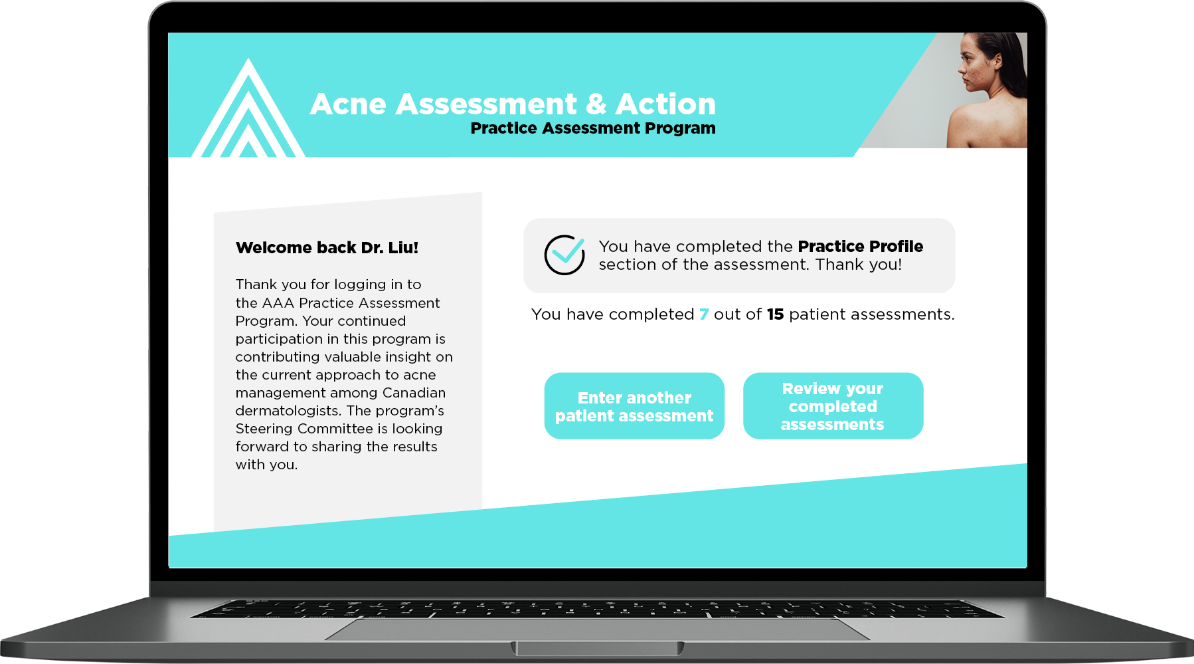 Acne Assessment & Action
Practice Assessment Program
Welcome back Dr. Liu!
Thank you for logging in to
the AAA Practice Assessment
Program. Your continued
participation in this program is
contributing valuable insight on
the current approach to acne
management among Canadian
dermatologists. The program’s
Steering Committee is looking
forward to sharing the results
with you.
You have completed the Practice Profile
section of the assessment. Thank you!
You have completed 7 out of 15 patient assessments.
Enter another
patient assessment
Review your
completed
assessments